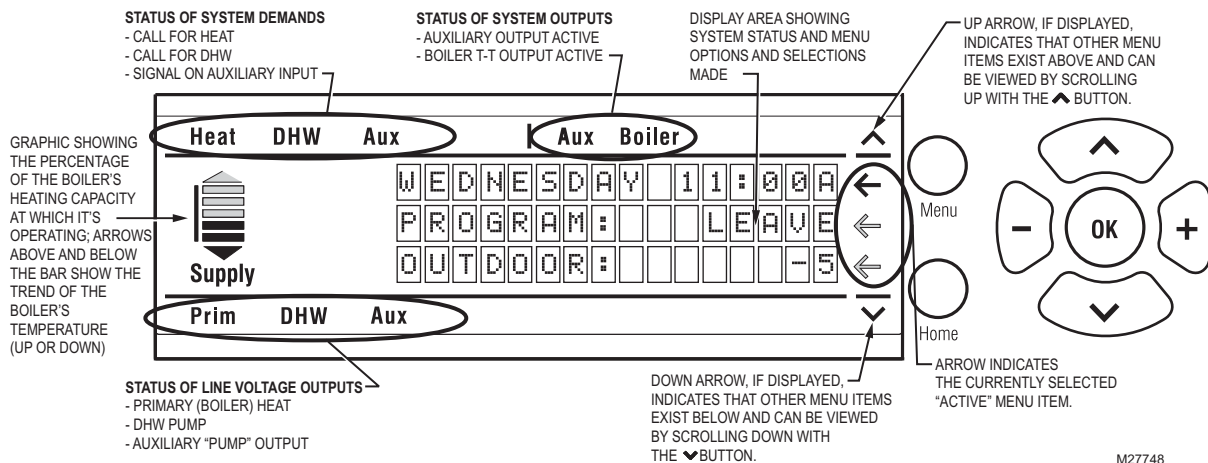 STATUS OF SYSTEM DEMANDS
- CALL FOR HEAT
- CALL FOR DHW
- SIGNAL ON AUXILIARY INPUT
STATUS OF SYSTEM OUTPUTS
- AUXILIARY OUTPUT ACTIVE
- BOILER T-T OUTPUT ACTIVE
DISPLAY AREA SHOWING
SYSTEM STATUS AND MENU
OPTIONS AND SELECTIONS
MADE
UP ARROW, IF DISPLAYED,
INDICATES THAT OTHER MENU
ITEMS EXIST ABOVE AND CAN
BE VIEWED BY SCROLLING
UP WITH THE BUTTON.
GRAPHIC SHOWING
THE PERCENTAGE
OF THE BOILER'S
HEATING CAPACITY
AT WHICH IT'S
OPERATING; ARROWS
ABOVE AND BELOW
THE BAR SHOW THE
TREND OF THE
BOILER'S
TEMPERATURE
(UP OR DOWN)
Heat DHW Aux
Aux Boiler
WEDNESDAY 11:00A
PROGRAM: LEAVE
OUTDOOR: -5
Supply
Prim DHW Aux
Menu
Home
- OK +
STATUS OF LINE VOLTAGE OUTPUTS
- PRIMARY (BOILER) HEAT
- DHW PUMP
- AUXILIARY "PUMP" OUTPUT
DOWN ARROW, IF DISPLAYED,
INDICATES THAT OTHER MENU ITEMS
EXIST BELOW AND CAN BE VIEWED
BY SCROLLING DOWN WITH
THE BUTTON.
ARROW INDICATES
THE CURRENTLY SELECTED
"ACTIVE" MENU ITEM.
M27748